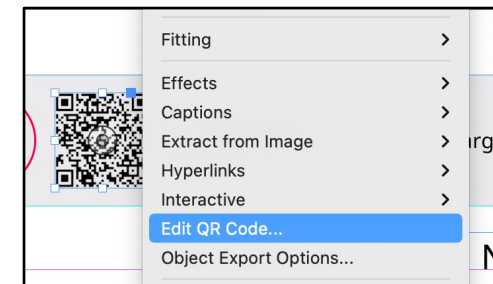 Fitting
Effects
Captions
Extract from Image
Hyperlinks
Interactive
Edit QR Code...
Object Export Options...